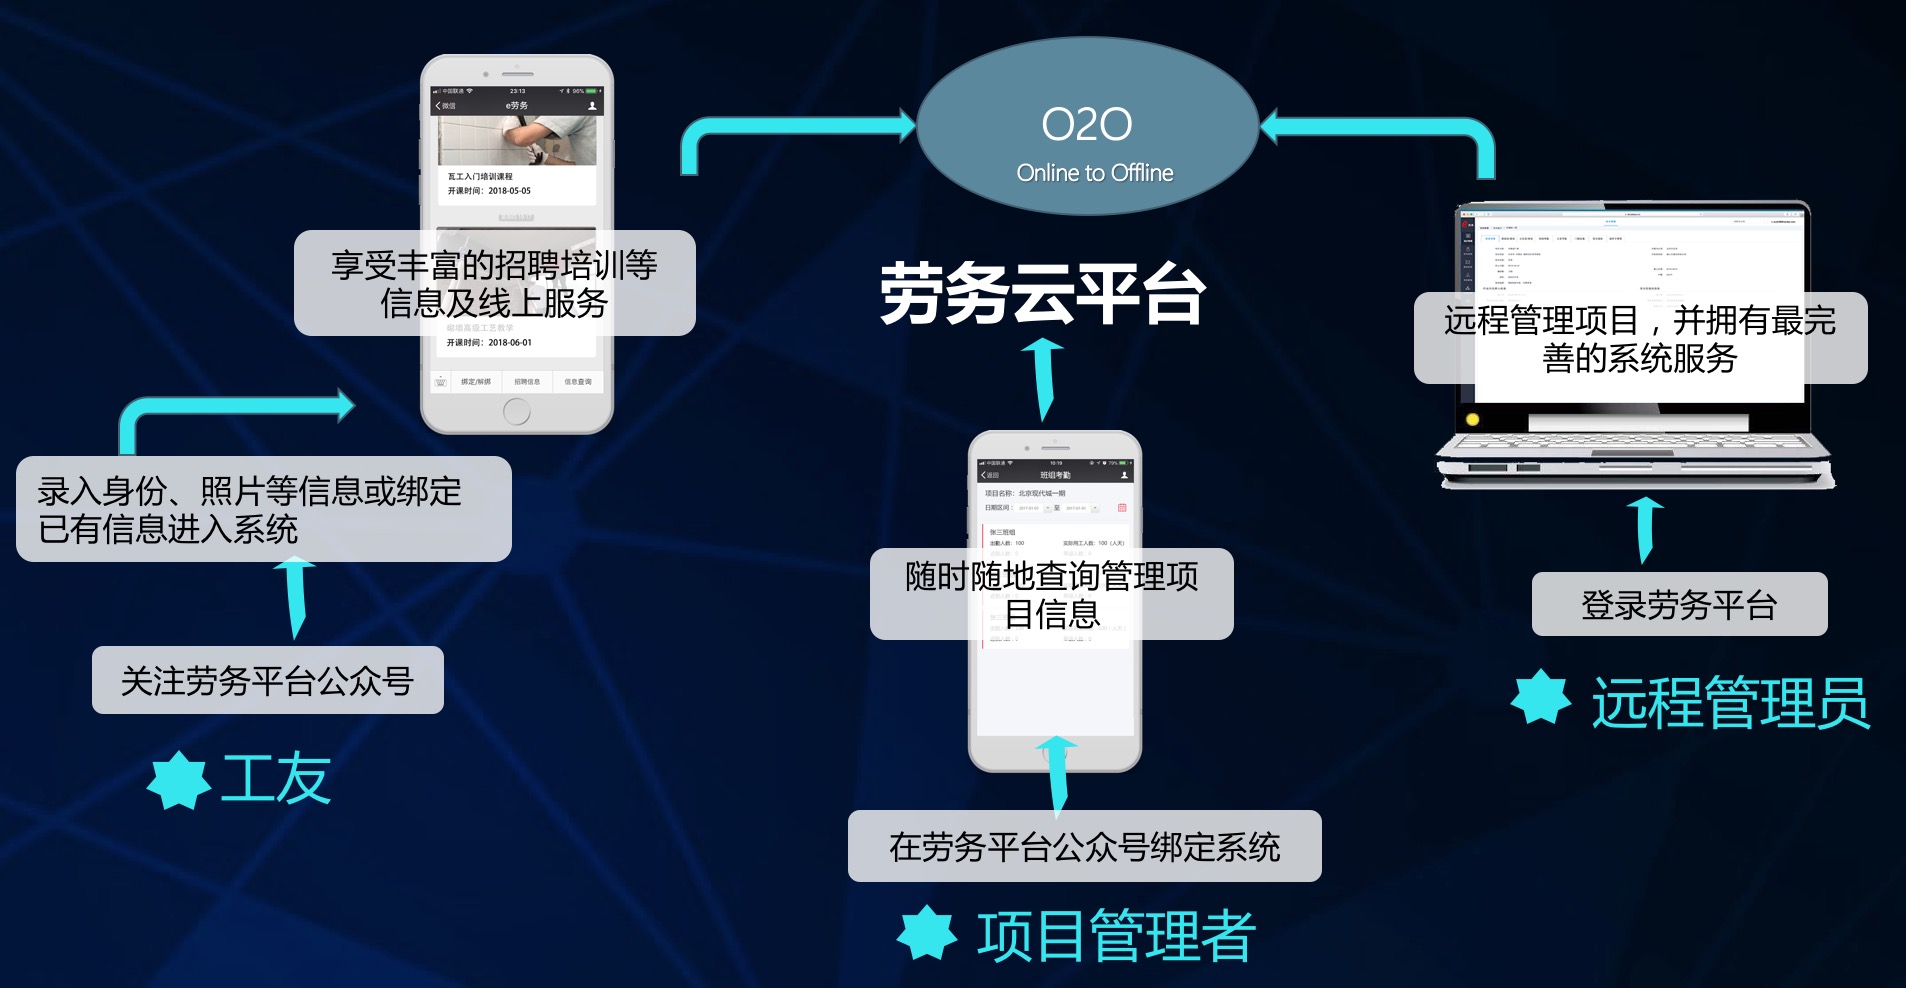 O2O
Online to Offline
劳务云平台
中国联通
23:13
96%
微信
e劳务
瓦工入门培训课程
开课时间：2018-05-05
享受丰富的招聘培训等
信息及线上服务
开课时间：2018-06-01
绑定/解绑
招聘信息
信息查询
录入身份、照片等信息或绑定
已有信息进入系统
关注劳务平台公众号
工友
中国联通
10:19
79%
返回
班组考勤
项目名称：北京现代城一期
日期区间：
至
张三班组
出勤人数：100
实际用工人数：100（人天）
随时随地查询管理项
目信息
在劳务平台公众号绑定系统
项目管理者
远程管理项目，并拥有最完
善的系统服务
登录劳务平台
远程管理员